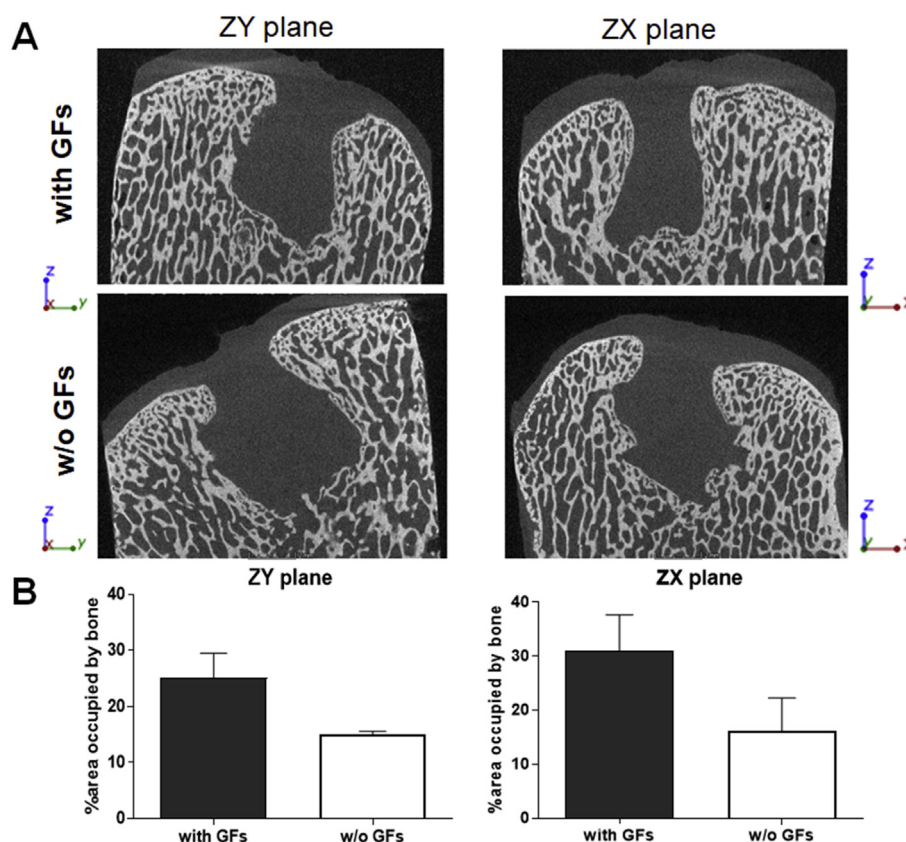 A
ZY plane
ZX plane
with GFs
z
x
y
z
y
x
w/o GFs
z
x
y
z
y
x
B
ZY plane
%area occupied by bone
40
30
20
10
0
with GFs
w/o GFs
ZX plane
%area occupied by bone
40
30
20
10
0
with GFs
w/o GFs